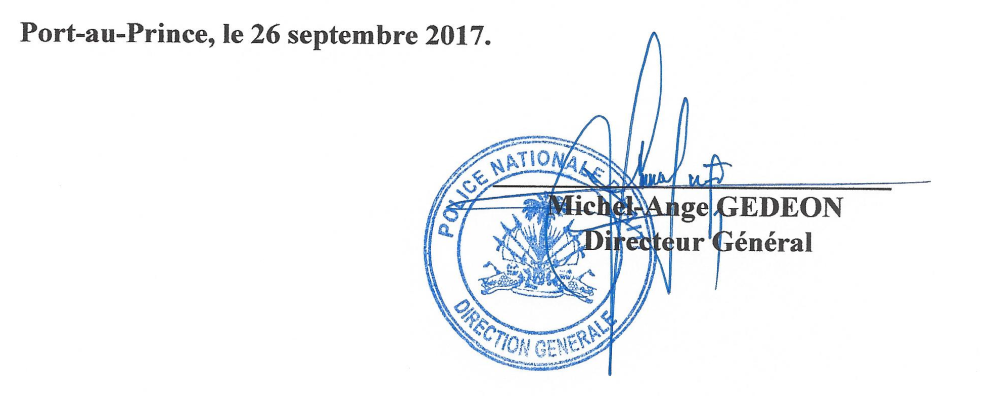 Port-au-Prince, le 26 septembre 2017.
POLICE NATIONALE
Michel-Ange GEDEON
Directeur Général
DIRECTION GENERALE